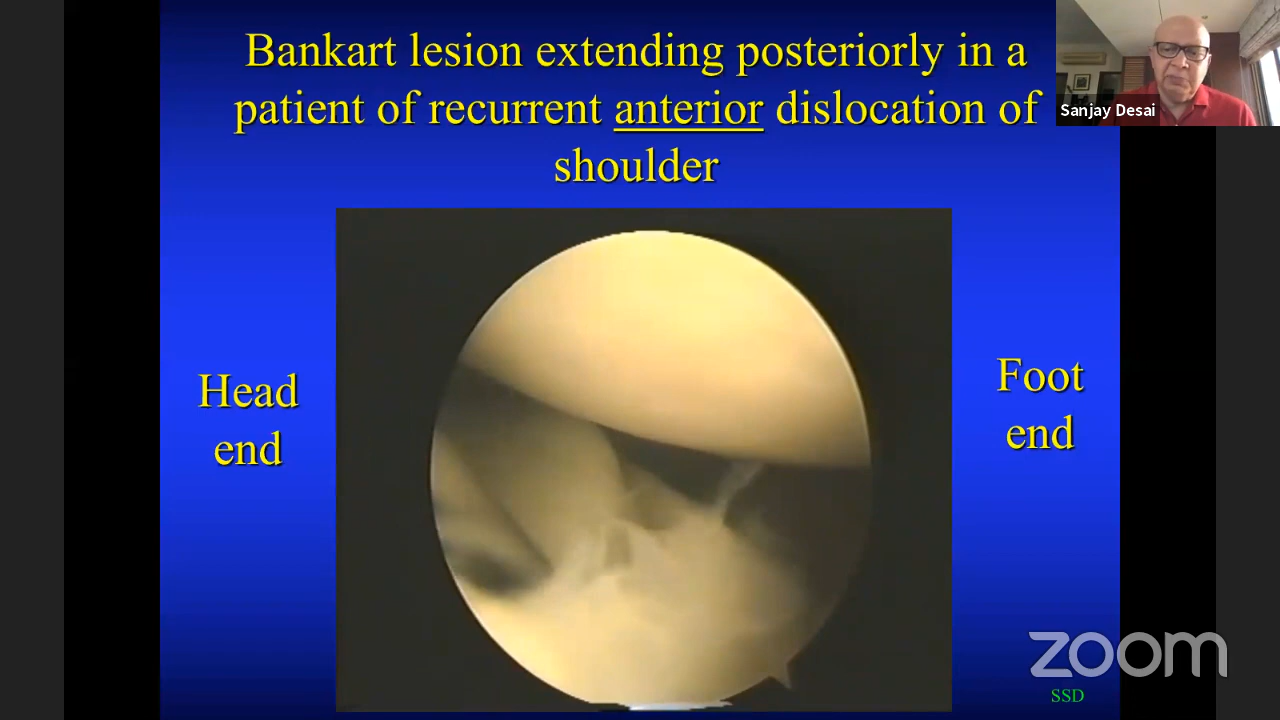 Bankart lesion extending posteriorly in a
patient of recurrent anterior dislocation of
shoulder
Sanjay Desai
Head
end
Foot
end
zoom
SSD